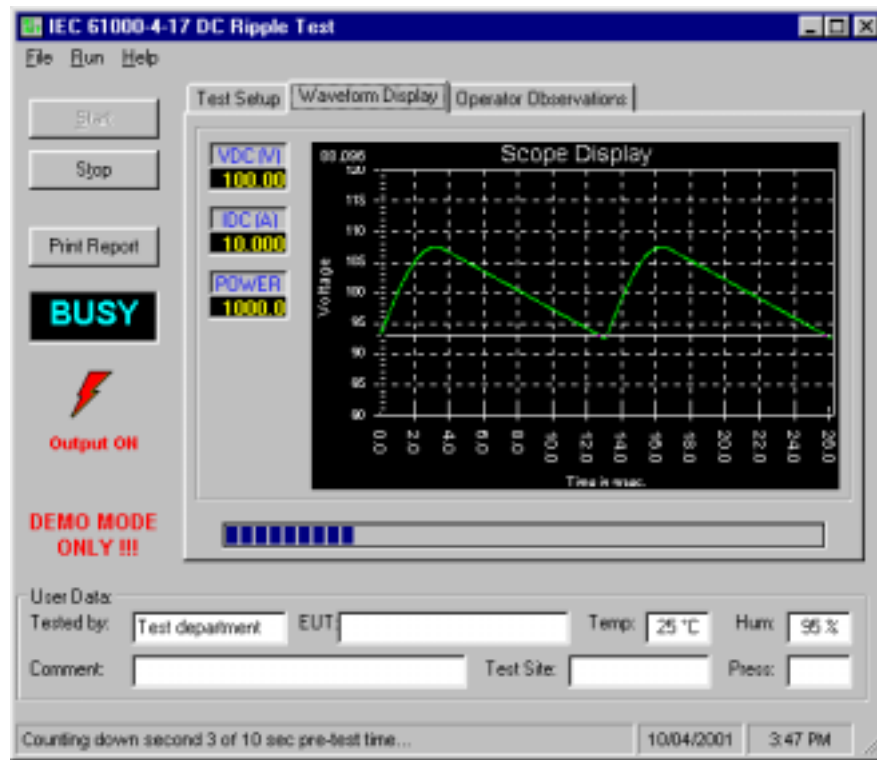 IEC 61000-4-17 DC Ripple Test
File Run Help
Start
Stop
Print Report
BUSY
Output ON
DEMO MODE
ONLY !!!
Test Setup Waveform Display Operator Observations
VDC (V)
100.00
IDC (A)
10.000
POWER
1000.0
Scope Display
120
115
110
105
100
95
90
85
80
Voltage
0.0 2.0 4.0 6.0 8.0 10.0 12.0 14.0 16.0 18.0 20.0 22.0 24.0 26.0
Time in msec.
User Data:
Tested by: Test department EUT: Temp: 25 °C Hum: 95 %
Comment: Test Site: Press:
Counting down second 3 of 10 sec pre-test time... 10/04/2001 3:47 PM